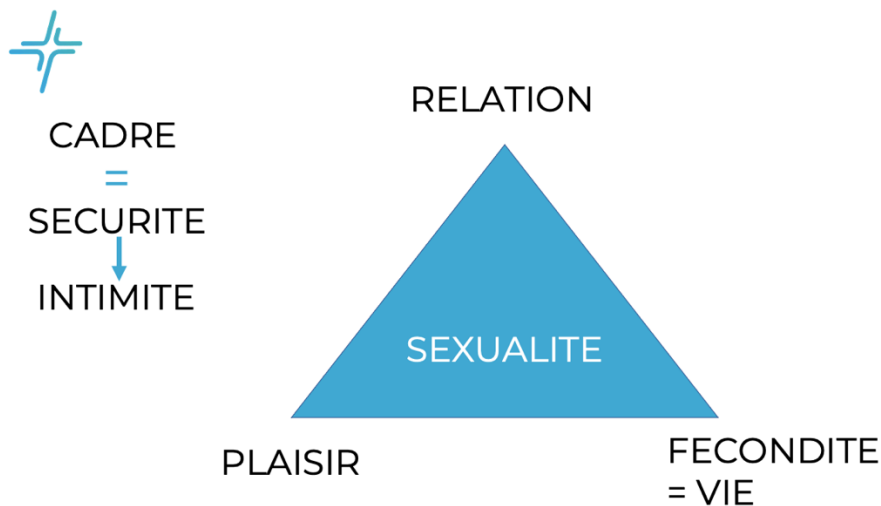 CADRE
=
SECURITE
INTIMITE
RELATION
SEXUALITE
PLAISIR
FECONDITE
= VIE